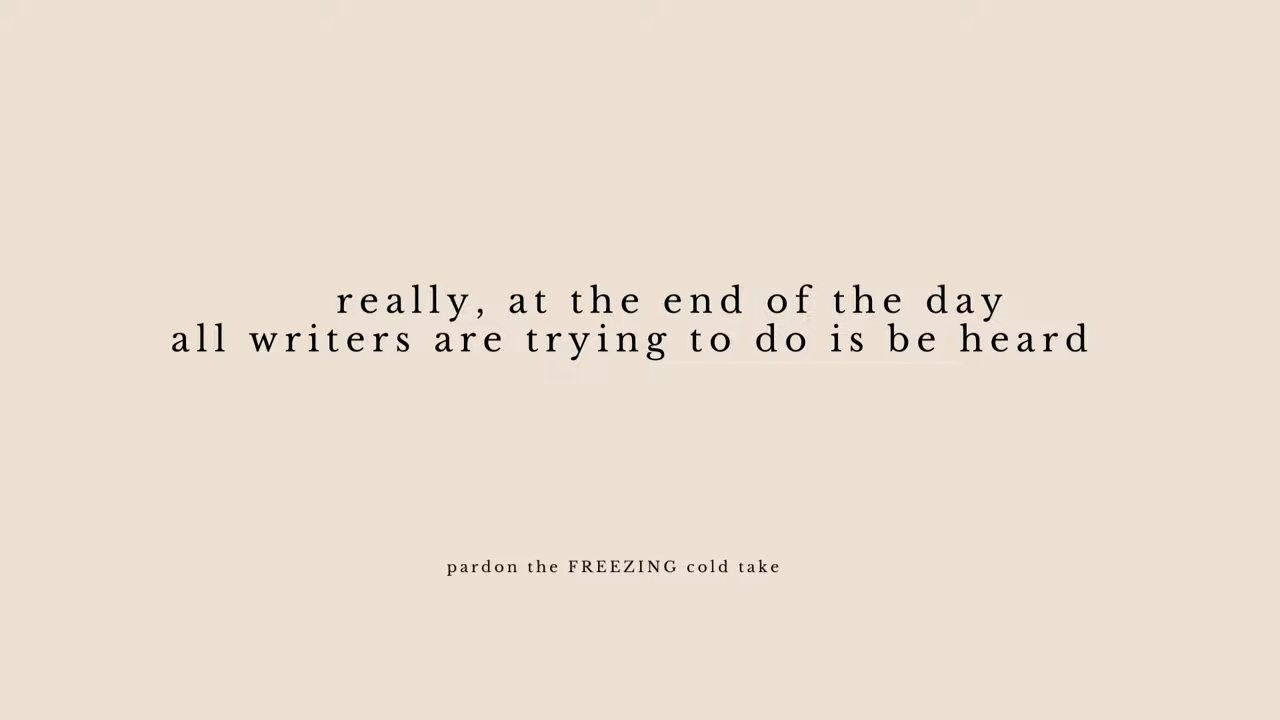 really, at the end of the day
all writers are trying to do is be heard
pardon the FREEZING cold take